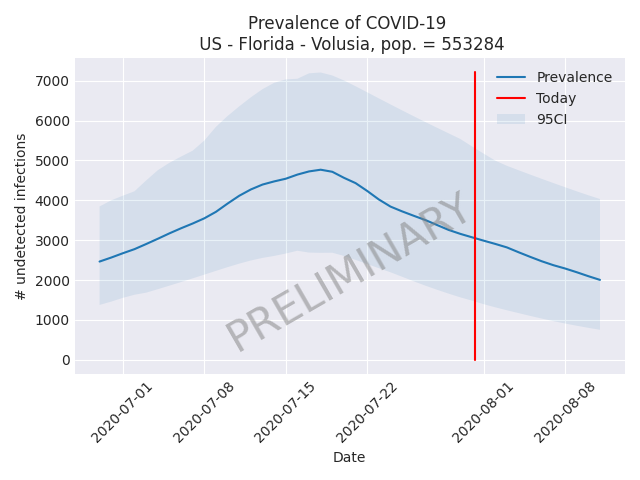 Prevalence of COVID-19
US - Florida - Volusia, pop. = 553284
7000
6000
5000
4000
3000
2000
1000
0
# undetected infections
Prevalence
Today
95CI
PRELIMINARY
2020-07-01
2020-07-08
2020-07-15
2020-07-22
2020-08-01
2020-08-08
Date